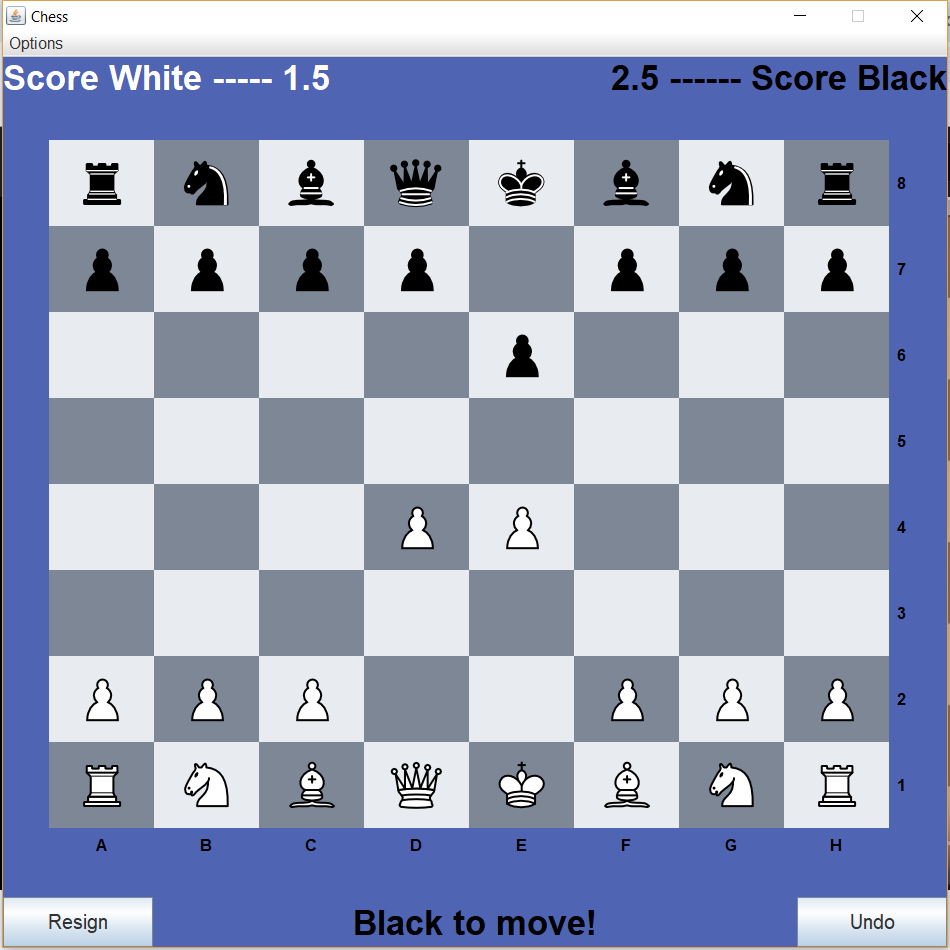 Chess
Options
Score White ----- 1.5
2.5 ------ Score Black
8
7
6
5
4
3
2
1
A B C D E F G H
Resign
Black to move!
Undo